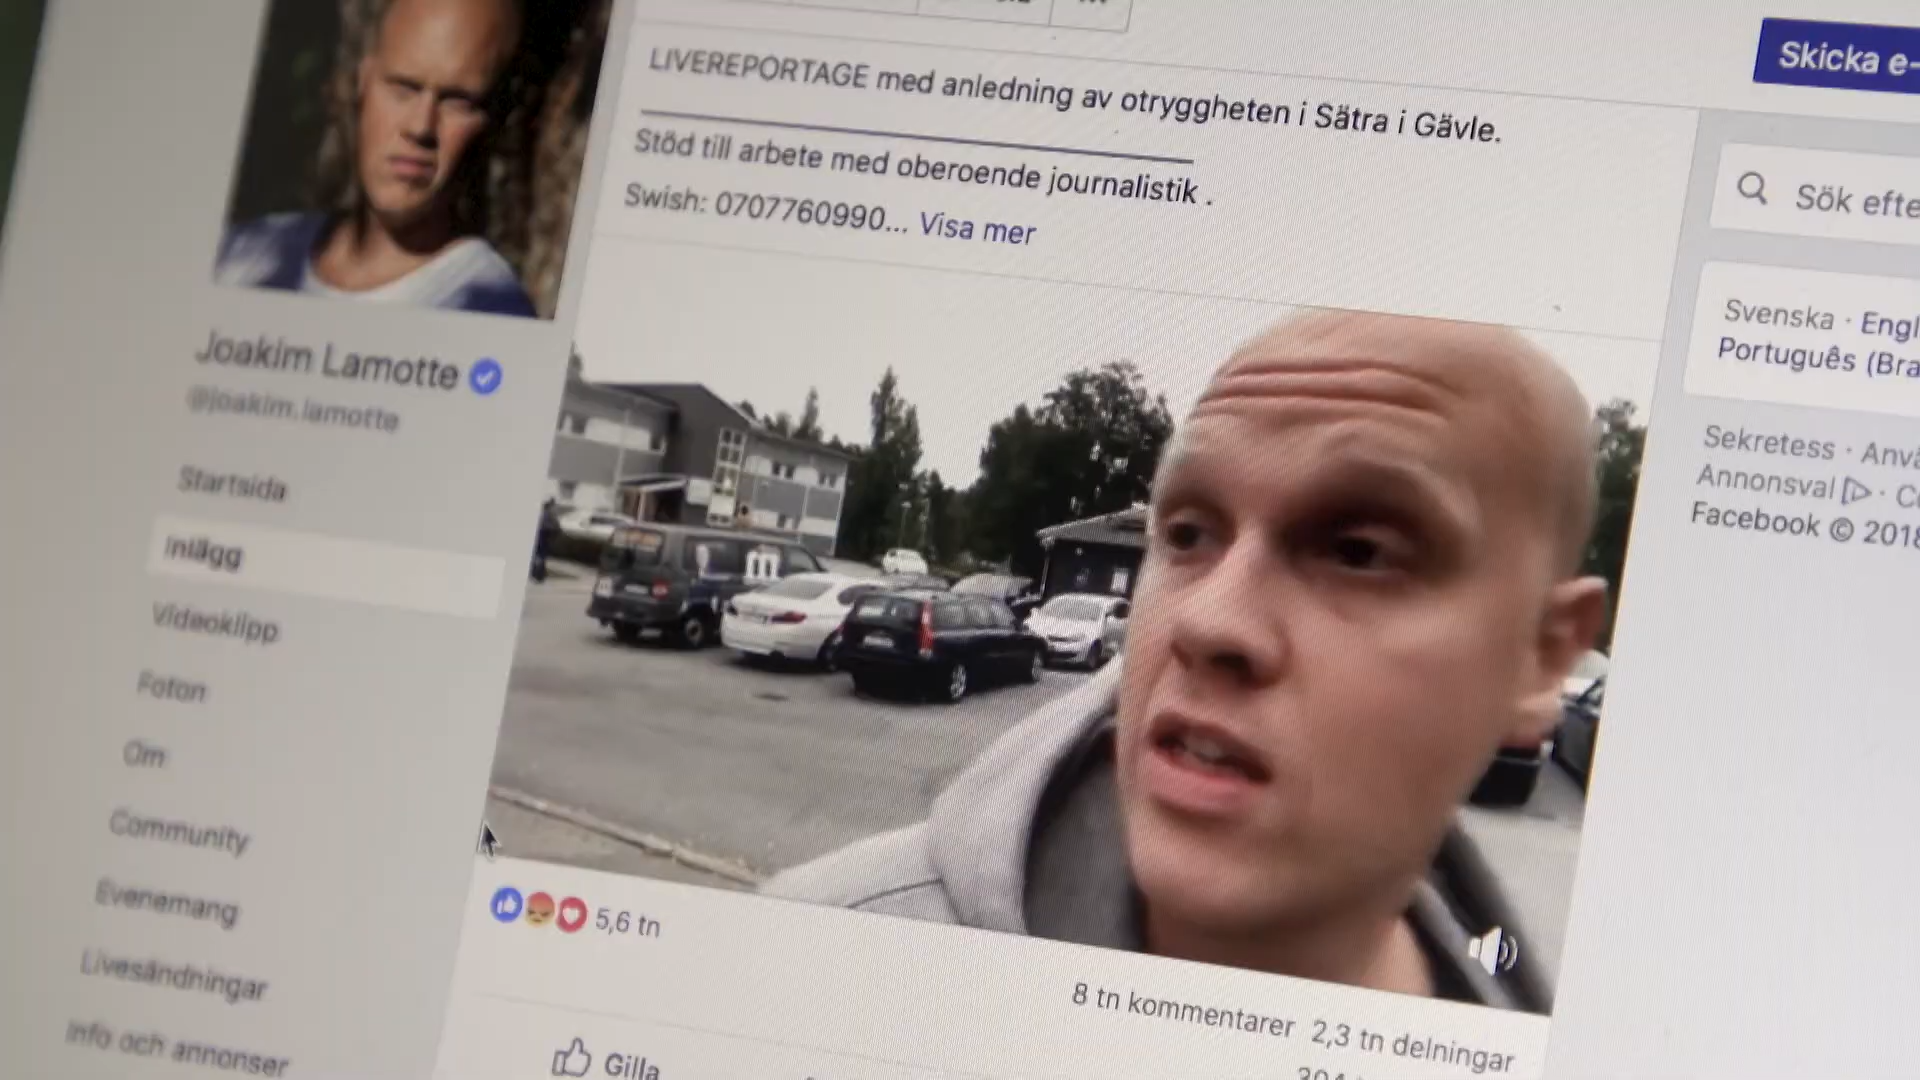 Skicka e-
LIVEREPORTAGE med anledning av otryggheten i Sätra i Gävle.
Stöd till arbete med oberoende journalistik .
Swish: 0707760990... Visa mer
Joakim Lamotte
@joakim.lamotte
Startsida
Inlägg
Videoklipp
Foton
Om
Community
Evenemang
Livesändningar
Info och annonser
5,6 tn
8 tn kommentarer 2,3 tn delningar
Gilla
Sök efte
Svenska · Engl
Português (Bra
Sekretess · Anvä
Annonsval · C
Facebook © 2018